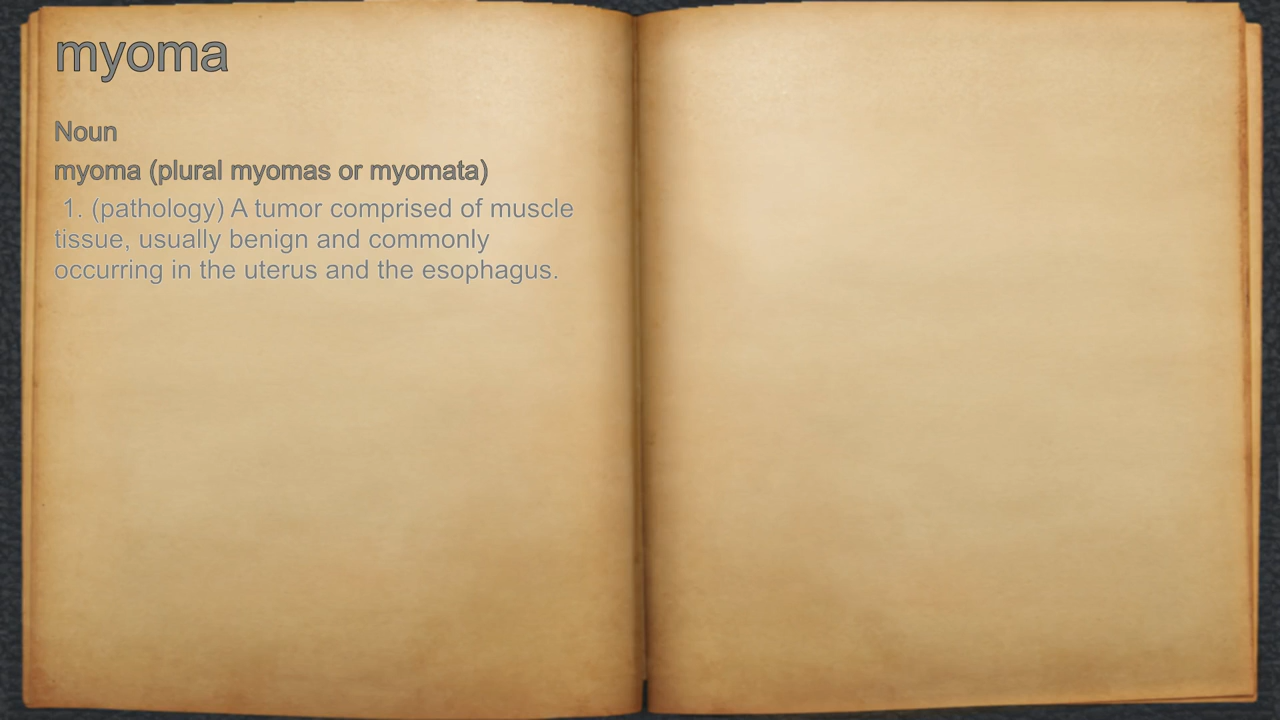 myoma
Noun
myoma (plural myomas or myomata)
1. (pathology) A tumor comprised of muscle
tissue, usually benign and commonly
occurring in the uterus and the esophagus.